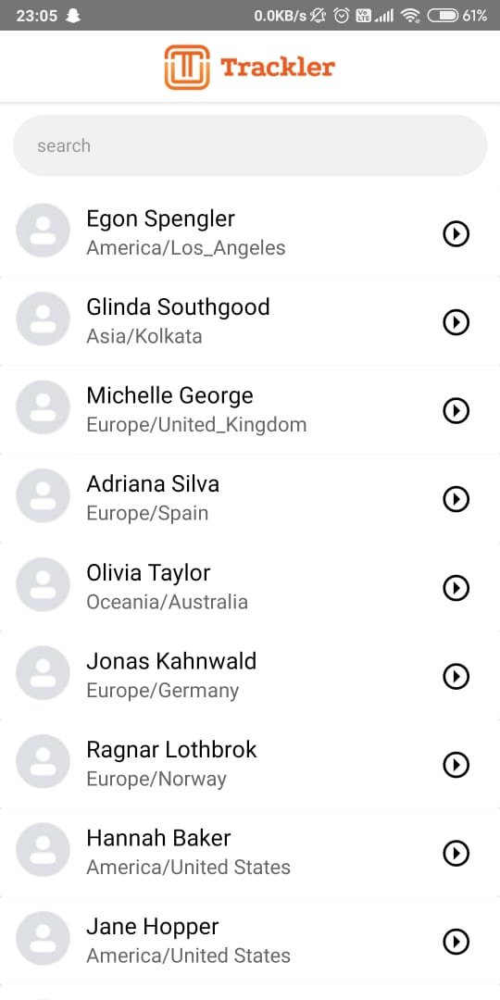 23:05 0.0KB/s Vo LTE 61%
Trackler
search
Egon Spengler
America/Los_Angeles
Glinda Southgood
Asia/Kolkata
Michelle George
Europe/United_Kingdom
Adriana Silva
Europe/Spain
Olivia Taylor
Oceania/Australia
Jonas Kahnwald
Europe/Germany
Ragnar Lothbrok
Europe/Norway
Hannah Baker
America/United States
Jane Hopper
America/United States